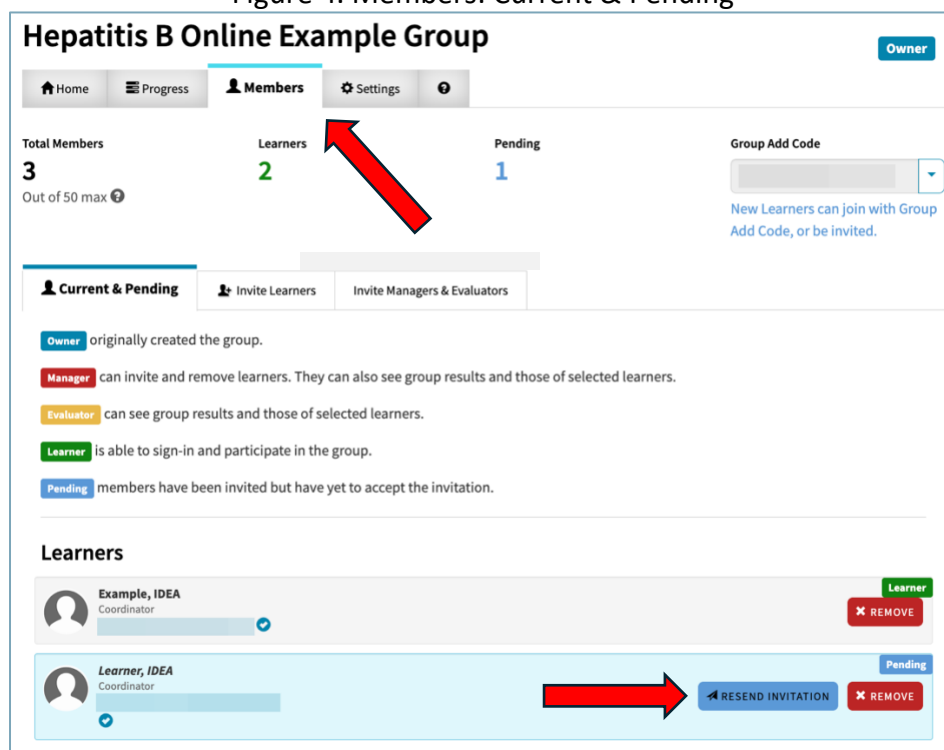 Figure 4. Members: Current & Pending
Hepatitis B Online Example Group
Owner
Home Progress Members Settings
Total Members Learners Pending Group Add Code
3 2 1
Out of 50 max
New Learners can join with Group
Add Code, or be invited.
Current & Pending Invite Learners Invite Managers & Evaluators
Owner originally created the group.
Manager can invite and remove learners. They can also see group results and those of selected learners.
Evaluator can see group results and those of selected learners.
Learner is able to sign-in and participate in the group.
Pending members have been invited but have yet to accept the invitation.
Learners
Example, IDEA
Coordinator
Learner
REMOVE
Learner, IDEA
Coordinator
Pending
RESEND INVITATION REMOVE